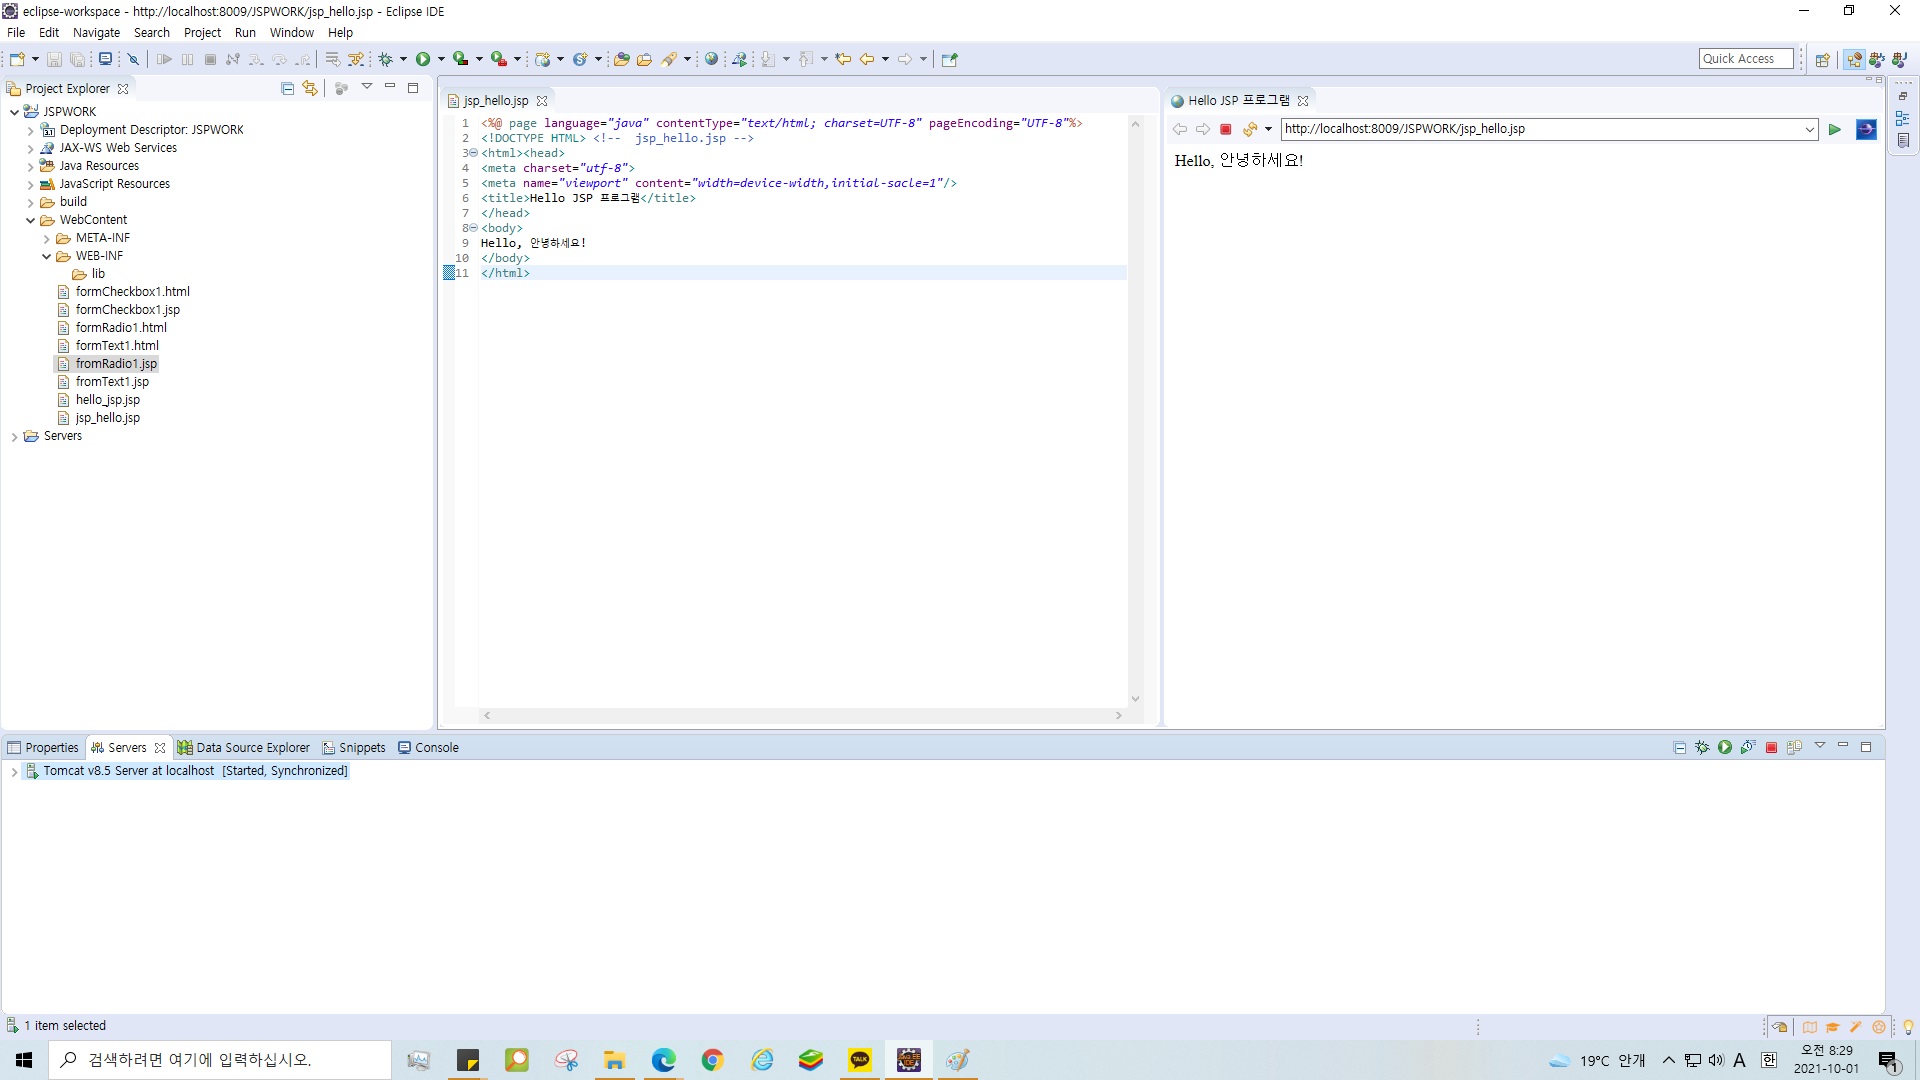 eclipse-workspace - http://localhost:8009/JSPWORK/jsp_hello.jsp - Eclipse IDE
File Edit Navigate Search Project Run Window Help
Quick Access
Project Explorer
JSPWORK
Deployment Descriptor: JSPWORK
JAX-WS Web Services
Java Resources
JavaScript Resources
build
WebContent
META-INF
WEB-INF
lib
formCheckbox1.html
formCheckbox1.jsp
formRadio1.html
formText1.html
fromRadio1.jsp
fromText1.jsp
hello_jsp.jsp
jsp_hello.jsp
Servers
jsp_hello.jsp
1 <%@ page language="java" contentType="text/html; charset=UTF-8" pageEncoding="UTF-8"%>
2 <!DOCTYPE HTML> <!--  jsp_hello.jsp -->
3 <html><head>
4 <meta charset="utf-8">
5 <meta name="viewport" content="width=device-width,initial-sacle=1"/>
6 <title>Hello JSP 프로그램</title>
7 </head>
8 <body>
9 Hello, 안녕하세요!
10 </body>
11 </html>
Hello JSP 프로그램
http://localhost:8009/JSPWORK/jsp_hello.jsp
Hello, 안녕하세요!
Properties Servers Data Source Explorer Snippets Console
Tomcat v8.5 Server at localhost [Started, Synchronized]
1 item selected
검색하려면 여기에 입력하십시오.
TALK
19°C 안개
A
한
오전 8:29
2021-10-01
1